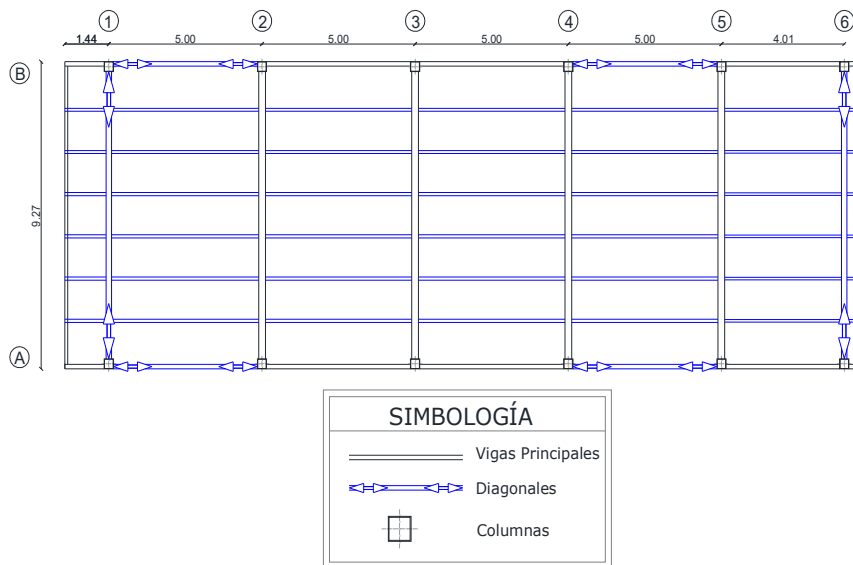 1 2 3 4 5 6
1.44 5.00 5.00 5.00 5.00 4.01
B
9.27
A
SIMBOLOGÍA
Vigas Principales
Diagonales
Columnas